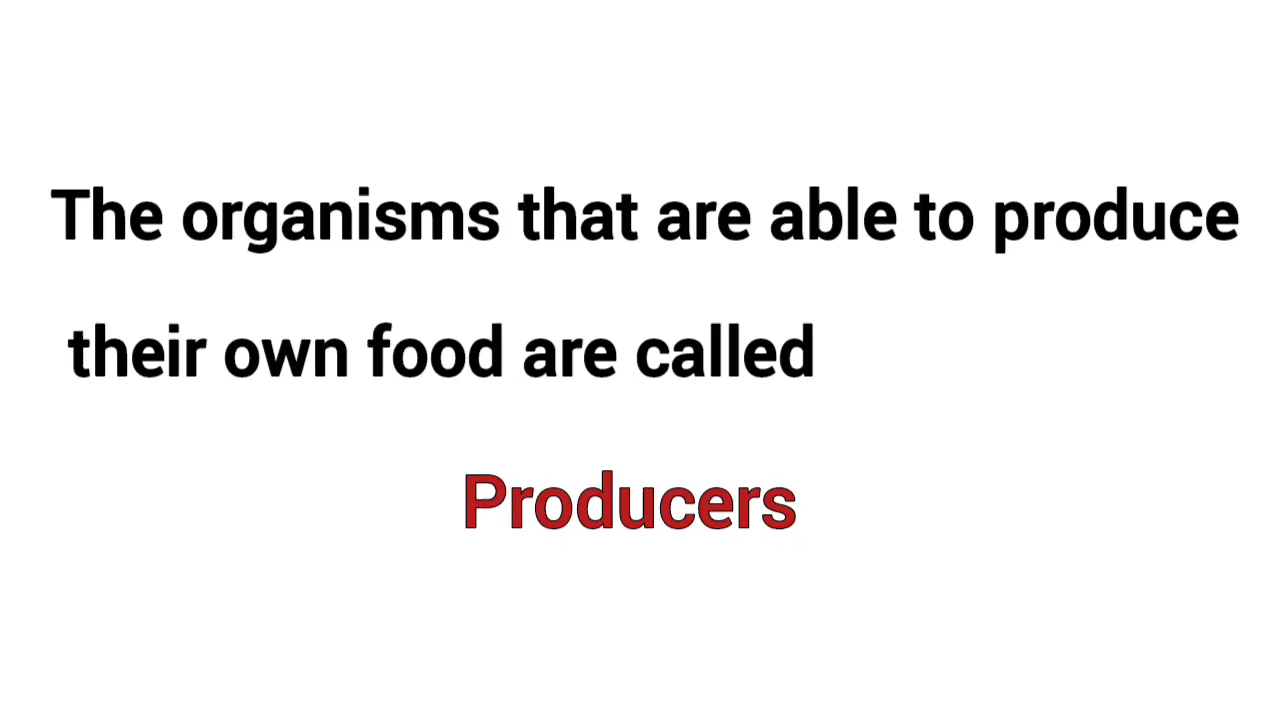 The organisms that are able to produce
their own food are called
Producers